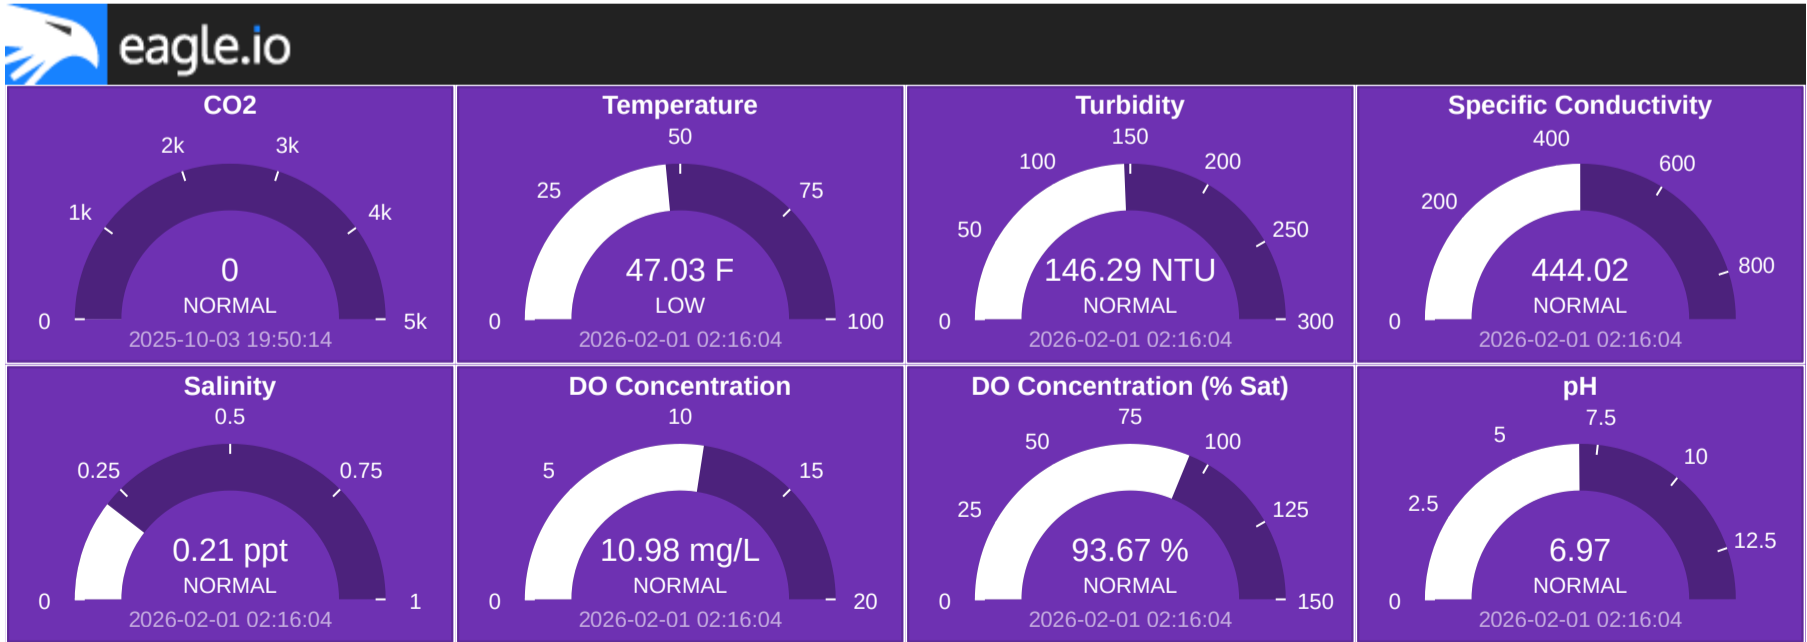 eagle.io
CO2
2k
3k
1k
4k
0
NORMAL
0
5k
2025-10-03 19:50:14
Temperature
50
25
75
47.03 F
LOW
0
100
2026-02-01 02:16:04
Turbidity
150
100
200
50
250
146.29 NTU
NORMAL
0
300
2026-02-01 02:16:04
Specific Conductivity
400
600
200
800
444.02
NORMAL
0
2026-02-01 02:16:04
Salinity
0.5
0.25
0.75
0.21 ppt
NORMAL
0
1
2026-02-01 02:16:04
DO Concentration
10
5
15
10.98 mg/L
NORMAL
0
20
2026-02-01 02:16:04
DO Concentration (% Sat)
75
50
100
25
125
93.67 %
NORMAL
0
150
2026-02-01 02:16:04
pH
7.5
5
10
2.5
12.5
6.97
NORMAL
0
2026-02-01 02:16:04